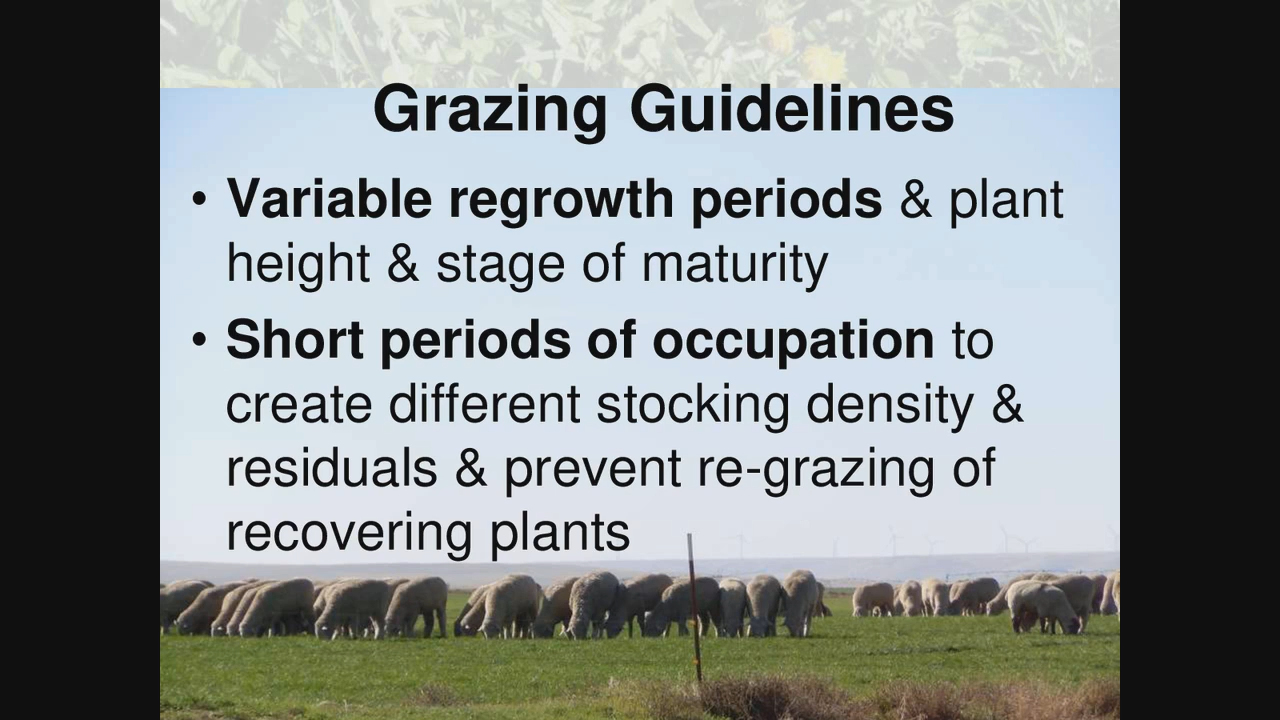 Grazing Guidelines
• Variable regrowth periods & plant
height & stage of maturity
• Short periods of occupation to
create different stocking density &
residuals & prevent re-grazing of
recovering plants